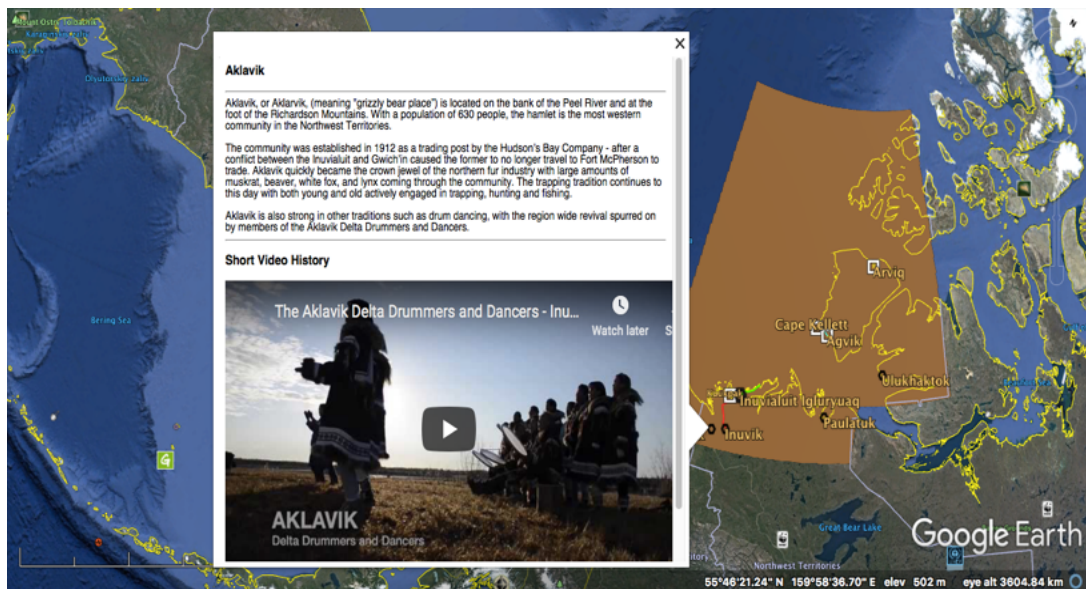 Aklavik
Aklavik, or Aklarvik, (meaning "grizzly bear place") is located on the bank of the Peel River and at the
foot of the Richardson Mountains. With a population of 630 people, the hamlet is the most western
community in the Northwest Territories.
The community was established in 1912 as a trading post by the Hudson's Bay Company - after a
conflict between the Inuvialuit and Gwich'in caused the former to no longer travel to Fort McPherson to
trade. Aklavik quickly became the crown jewel of the northern fur industry with large amounts of
muskrat, beaver, white fox, and lynx coming through the community. The trapping tradition continues to
this day with both young and old actively engaged in trapping, hunting and fishing.
Aklavik is also strong in other traditions such as drum dancing, with the region wide revival spurred on
by members of the Aklavik Delta Drummers and Dancers.
Short Video History
The Aklavik Delta Drummers and Dancers - Inu...
Watch later
S
AKLAVIK
Delta Drummers and Dancers
Olyutorskiy Zaliv
Bering Sea
Arviq
Cape Kellett
Agvik
Ulukhaktok
Inuvialuit Igluryuaq
Paulatuk
K
Inuvik
Great Bear Lake
Northwest Territories
Google Earth
55°46'21.24" N 159°58'36.70" E elev 502 m eye alt 3604.84 km